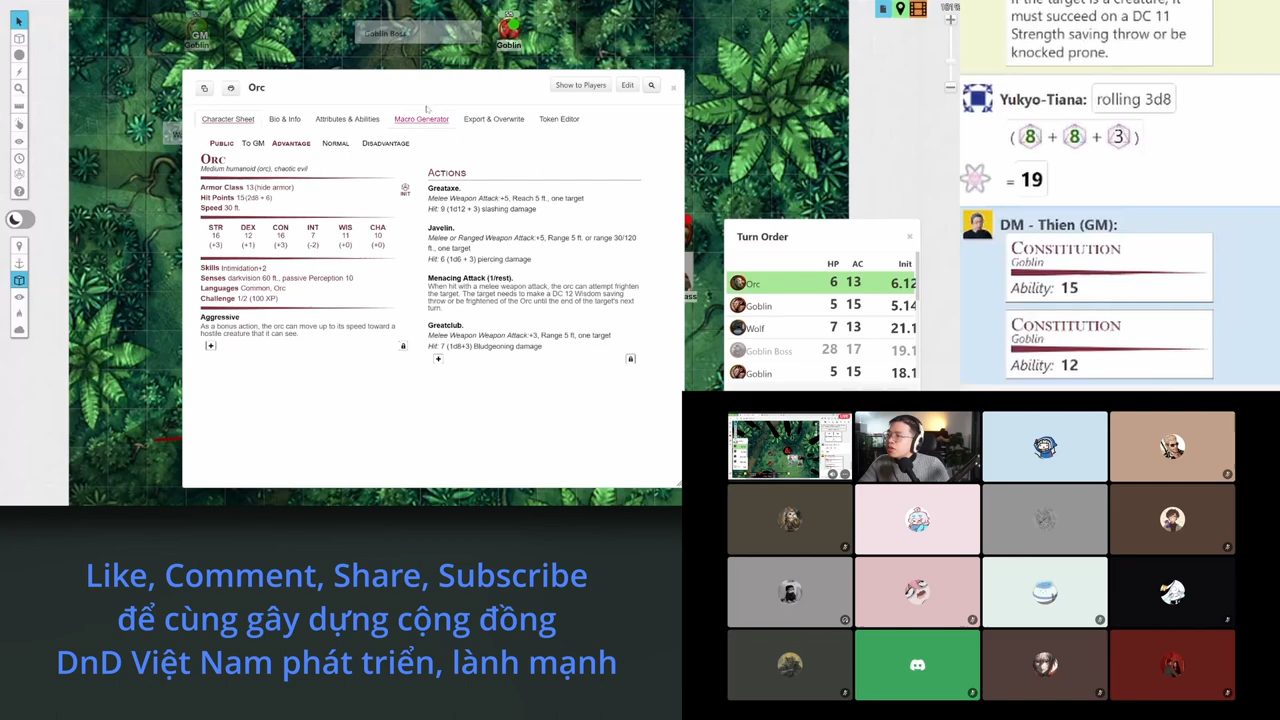 GM
Goblin
Goblin Boss
Goblin
Orc
Show to Players
Edit
Character Sheet
Bio & Info
Attributes & Abilities
Macro Generator
Export & Overwrite
Token Editor
PUBLIC
TO GM
ADVANTAGE
NORMAL
DISADVANTAGE
ORC
Medium humanoid (orc), chaotic evil
Armor Class 13(hide armor)
Hit Points 15(2d8 + 6)
Speed 30 ft.
INIT
STR DEX CON INT WIS CHA
16 12 16 7 11 10
(+3) (+1) (+3) (-2) (+0) (+0)
Skills Intimidation+2
Senses darkvision 60 ft., passive Perception 10
Languages Common, Orc
Challenge 1/2 (100 XP)
Aggressive
As a bonus action, the orc can move up to its speed toward a
hostile creature that it can see.
ACTIONS
Greataxe.
Melee Weapon Attack:+5, Reach 5 ft., one target
Hit: 9 (1d12 + 3) slashing damage
Javelin.
Melee or Ranged Weapon Attack:+5, Range 5 ft. or range 30/120
ft., one target
Hit: 6 (1d6 + 3) piercing damage
Menacing Attack (1/rest).
When hit with a melee weapon attack, the orc can attempt frighten
the target. The target needs to make a DC 12 Wisdom saving
throw or be frightened of the Orc until the end of the target's next
turn.
Greatclub.
Melee Weapon Weapon Attack:+3, Range 5 ft, one target
Hit: 7 (1d8+3) Bludgeoning damage
Turn Order
HP AC Init
Orc 6 13 6.12
Goblin 5 15 5.14
Wolf 7 13 21.1
Goblin Boss 28 17 19.1
Goblin 5 15 18.1
If the target is a creature, it
must succeed on a DC 11
Strength saving throw or be
knocked prone.
Yukyo-Tiana: rolling 3d8
(8 + 8 + 3)
= 19
DM - Thien (GM):
CONSTITUTION
Goblin
Ability: 15
CONSTITUTION
Goblin
Ability: 12
Like, Comment, Share, Subscribe
để cùng gây dựng cộng đồng
DnD Việt Nam phát triển, lành mạnh